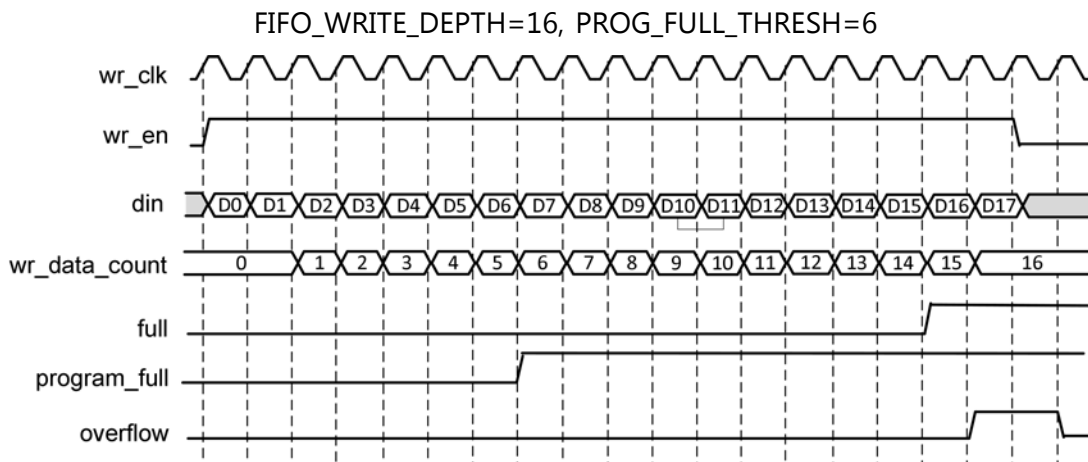 FIFO_WRITE_DEPTH=16, PROG_FULL_THRESH=6
wr_clk
wr_en
din D0 D1 D2 D3 D4 D5 D6 D7 D8 D9 D10 D11 D12 D13 D14 D15 D16 D17
wr_data_count 0 1 2 3 4 5 6 7 8 9 10 11 12 13 14 15 16
full
program_full
overflow